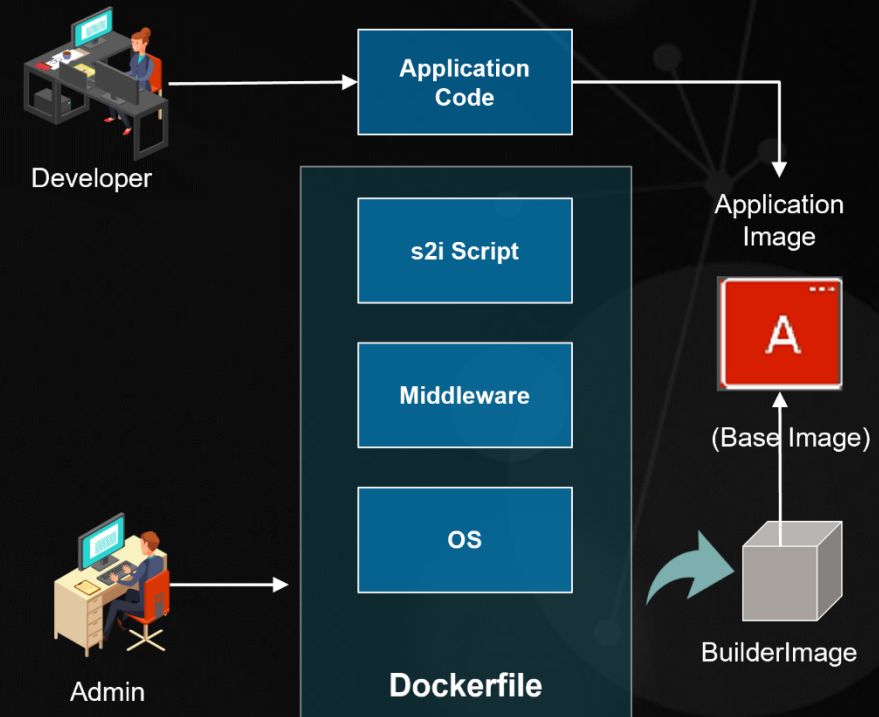 Developer
Application
Code
Application
Image
s2i Script
A
Middleware
(Base Image)
OS
Admin
Dockerfile
BuilderImage